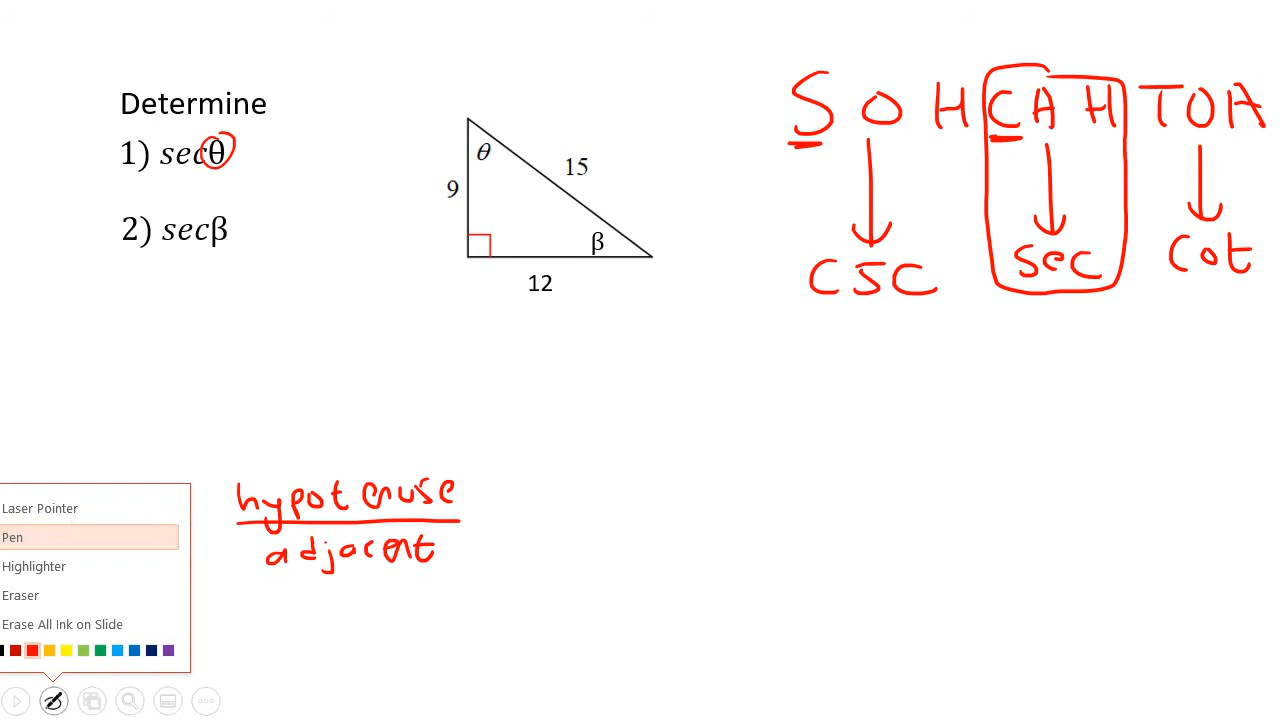 Determine
1) secθ
2) secβ
θ
15
9
β
12
S O H C A H T O A
csc
sec
cot
hypotenuse
adjacent
Laser Pointer
Pen
Highlighter
Eraser
Erase All Ink on Slide